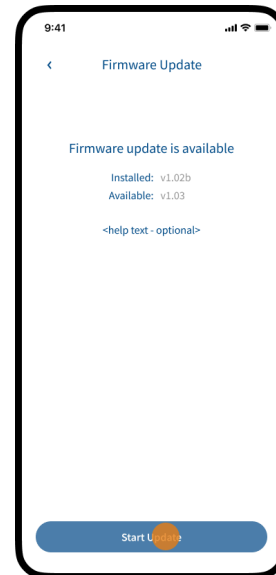 9:41
Firmware Update
Firmware update is available
Installed: v1.02b
Available: v1.03
<help text - optional>
Start Update